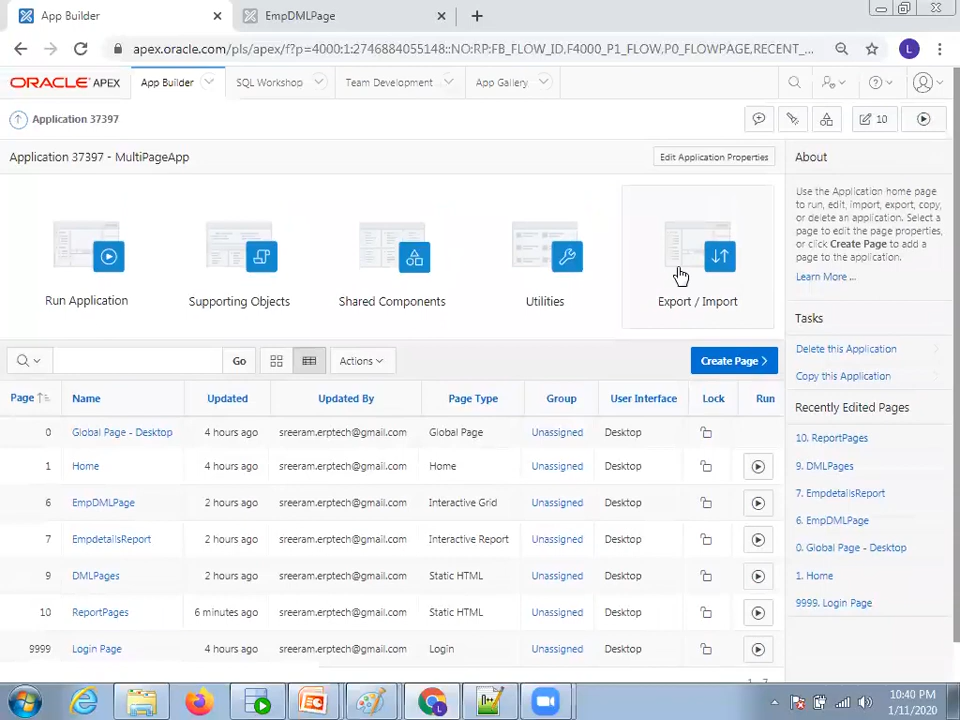 App Builder
EmpDMLPage
apex.oracle.com/pls/apex/f?p=4000:1:2746884055148::NO:RP:FB_FLOW_ID,F4000_P1_FLOW,P0_FLOWPAGE,RECENT_...
L
ORACLE APEX App Builder SQL Workshop Team Development App Gallery
Application 37397
10
Application 37397 - MultiPageApp
Edit Application Properties
About
Use the Application home page
to run, edit, import, export, copy,
or delete an application. Select a
page to edit the page properties,
or click Create Page to add a
page to the application.
Learn More ...
Run Application
Supporting Objects
Shared Components
Utilities
Export / Import
Tasks
Delete this Application
Copy this Application
Go
Actions
Create Page
Page Name Updated Updated By Page Type Group User Interface Lock Run
0 Global Page - Desktop 4 hours ago sreeram.erptech@gmail.com Global Page Unassigned Desktop
1 Home 4 hours ago sreeram.erptech@gmail.com Home Unassigned Desktop
6 EmpDMLPage 2 hours ago sreeram.erptech@gmail.com Interactive Grid Unassigned Desktop
7 EmpdetailsReport 2 hours ago sreeram.erptech@gmail.com Interactive Report Unassigned Desktop
9 DMLPages 2 hours ago sreeram.erptech@gmail.com Static HTML Unassigned Desktop
10 ReportPages 6 minutes ago sreeram.erptech@gmail.com Static HTML Unassigned Desktop
9999 Login Page 4 hours ago sreeram.erptech@gmail.com Login Unassigned Desktop
Recently Edited Pages
10. ReportPages
9. DMLPages
7. EmpdetailsReport
6. EmpDMLPage
0. Global Page - Desktop
1. Home
9999. Login Page
10:40 PM
1/11/2020